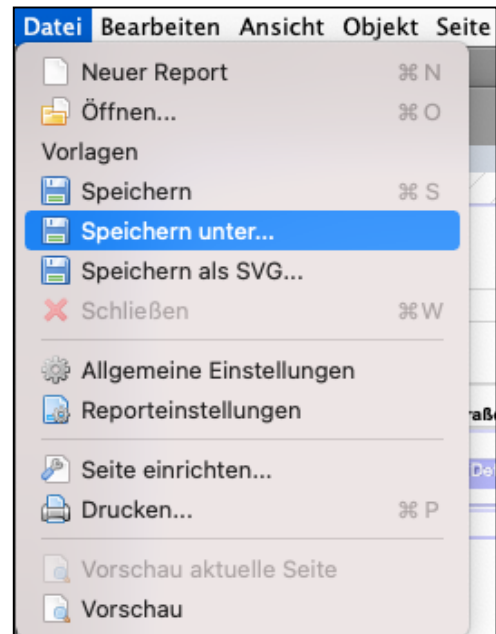 Datei Bearbeiten Ansicht Objekt Seite
Neuer Report ⌘ N
Öffnen... ⌘ O
Vorlagen
Speichern ⌘ S
Speichern unter...
Speichern als SVG...
Schließen ⌘ W
Allgemeine Einstellungen
Reporteinstellungen
Seite einrichten...
Drucken... ⌘ P
Vorschau aktuelle Seite
Vorschau